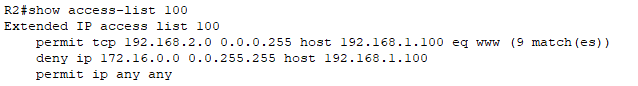 R2#show access-list 100
Extended IP access list 100
    permit tcp 192.168.2.0 0.0.0.255 host 192.168.1.100 eq www (9 match(es))
    deny ip 172.16.0.0 0.0.255.255 host 192.168.1.100
    permit ip any any